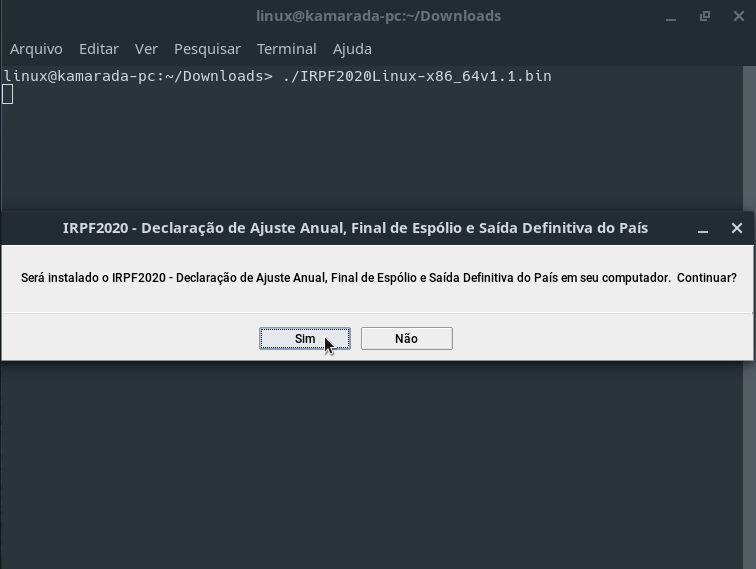 linux@kamarada-pc:~/Downloads
Arquivo Editar Ver Pesquisar Terminal Ajuda
linux@kamarada-pc:~/Downloads> ./IRPF2020Linux-x86_64v1.1.bin
IRPF2020 - Declaração de Ajuste Anual, Final de Espólio e Saída Definitiva do País
Será instalado o IRPF2020 - Declaração de Ajuste Anual, Final de Espólio e Saída Definitiva do País em seu computador. Continuar?
Sim Não